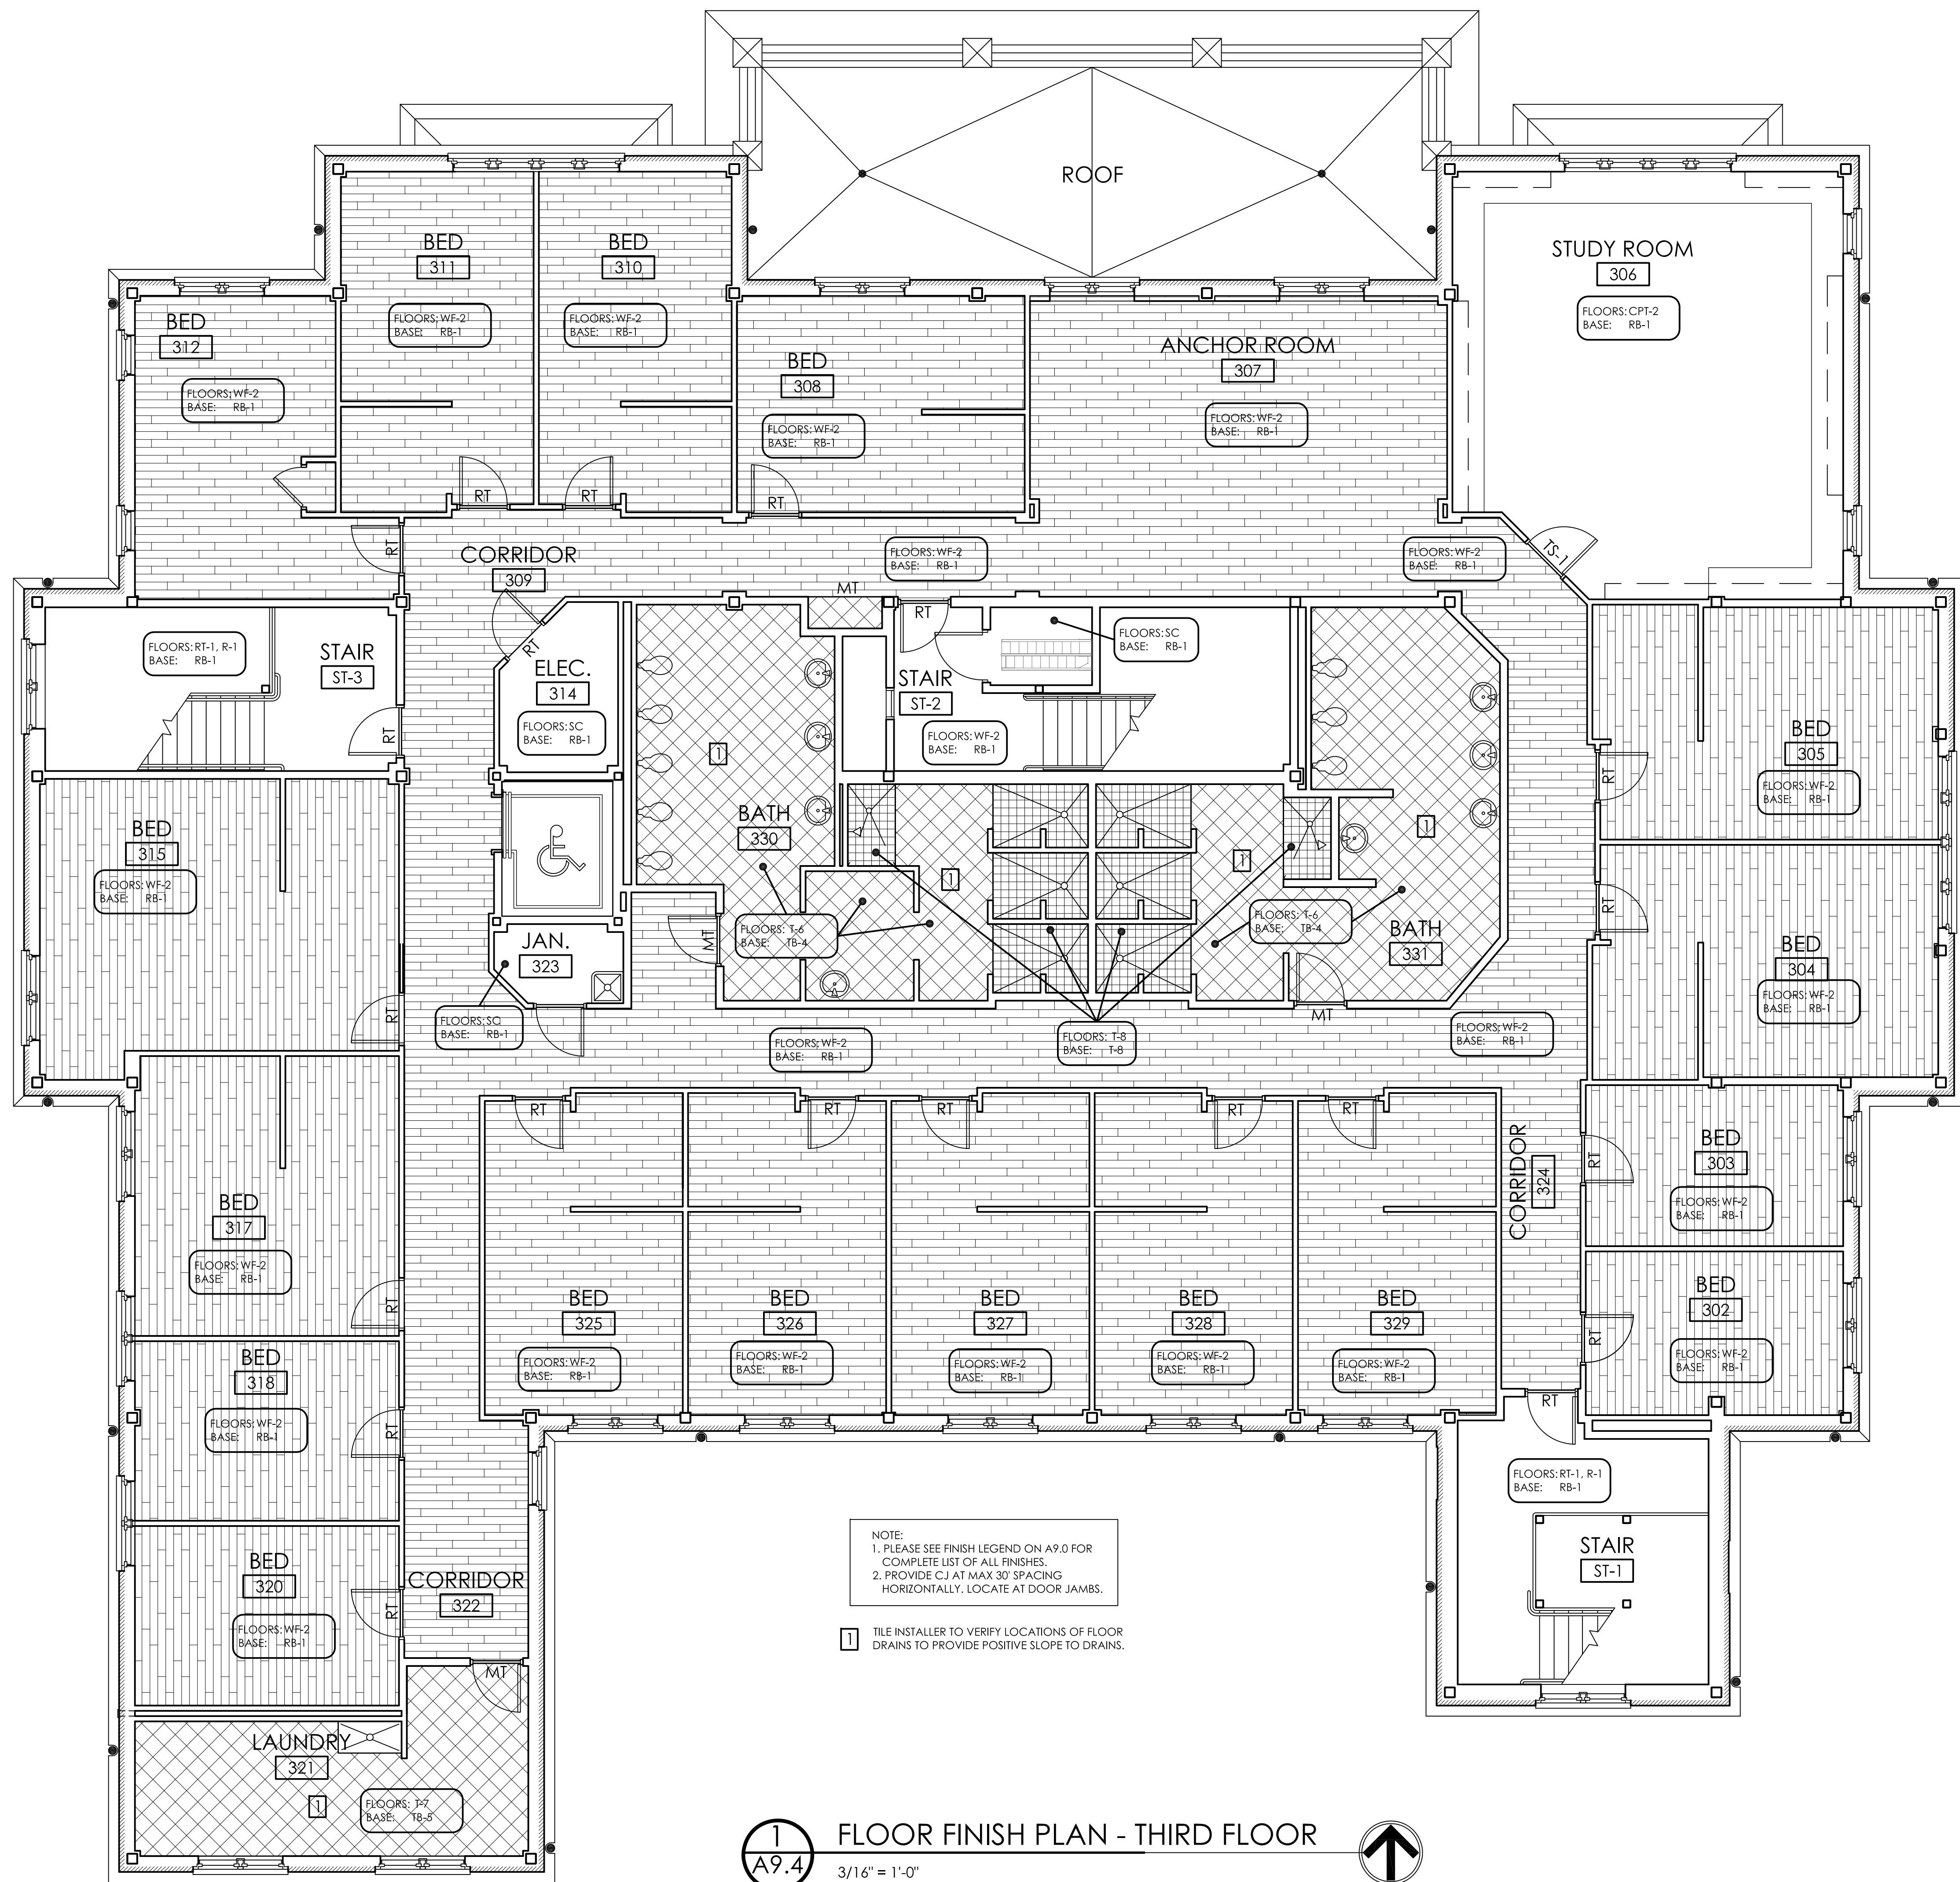 ROOF
BED
311
FLOORS: WF-2
BASE: RB-1
BED
310
FLOORS: WF-2
BASE: RB-1
STUDY ROOM
306
FLOORS: CPT-2
BASE: RB-1
BED
312
FLOORS: WF-2
BASE: RB-1
BED
308
FLOORS: WF-2
BASE: RB-1
ANCHOR ROOM
307
FLOORS: WF-2
BASE: RB-1
RT
RT
RT
RT
CORRIDOR
309
FLOORS: WF-2
BASE: RB-1
FLOORS: WF-2
BASE: RB-1
TS-1
MT
RT
FLOORS: RT-1, R-1
BASE: RB-1
STAIR
ST-3
RT
RT
ELEC.
314
FLOORS: SC
BASE: RB-1
STAIR
ST-2
FLOORS: WF-2
BASE: RB-1
FLOORS: SC
BASE: RB-1
1
BED
305
FLOORS: WF-2
BASE: RB-1
RT
BED
315
FLOORS: WF-2
BASE: RB-1
BATH
330
1
1
1
FLOORS: T-6
BASE: TB-4
MT
FLOORS: T-6
BASE: TB-4
BATH
331
RT
BED
304
FLOORS: WF-2
BASE: RB-1
JAN.
323
FLOORS: SC
BASE: RB-1
RT
MT
FLOORS: WF-2
BASE: RB-1
FLOORS: T-8
BASE: T-8
FLOORS: WF-2
BASE: RB-1
RT
RT
RT
RT
RT
CORRIDOR
324
RT
BED
303
FLOORS: WF-2
BASE: RB-1
BED
317
FLOORS: WF-2
BASE: RB-1
RT
BED
325
FLOORS: WF-2
BASE: RB-1
BED
326
FLOORS: WF-2
BASE: RB-1
BED
327
FLOORS: WF-2
BASE: RB-1
BED
328
FLOORS: WF-2
BASE: RB-1
BED
329
FLOORS: WF-2
BASE: RB-1
RT
BED
302
FLOORS: WF-2
BASE: RB-1
BED
318
FLOORS: WF-2
BASE: RB-1
RT
RT
FLOORS: RT-1, R-1
BASE: RB-1
STAIR
ST-1
BED
320
FLOORS: WF-2
BASE: RB-1
RT
CORRIDOR
322
MT
LAUNDRY
321
1
FLOORS: T-7
BASE: TB-5
NOTE:
1. PLEASE SEE FINISH LEGEND ON A9.0 FOR
COMPLETE LIST OF ALL FINISHES.
2. PROVIDE CJ AT MAX 30' SPACING
HORIZONTALLY. LOCATE AT DOOR JAMBS.
1 TILE INSTALLER TO VERIFY LOCATIONS OF FLOOR
DRAINS TO PROVIDE POSITIVE SLOPE TO DRAINS.
1
A9.4
FLOOR FINISH PLAN - THIRD FLOOR
3/16" = 1'-0"